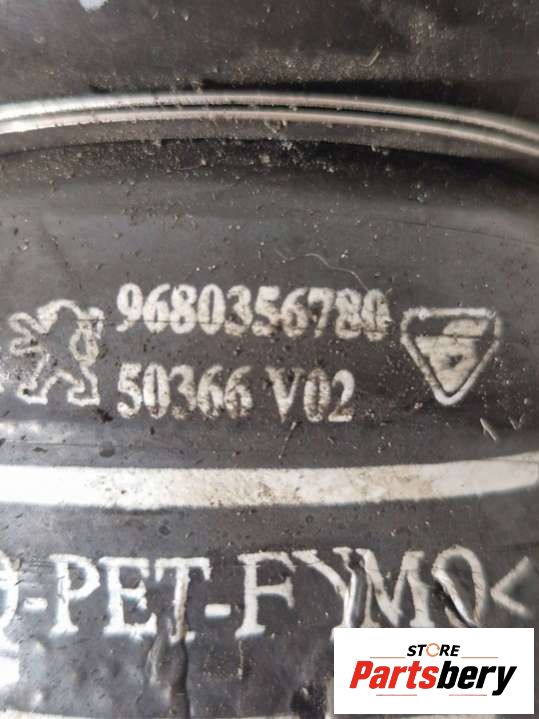 9680356780
50366 V02
-PET-FYM0<
STORE
Partsbery